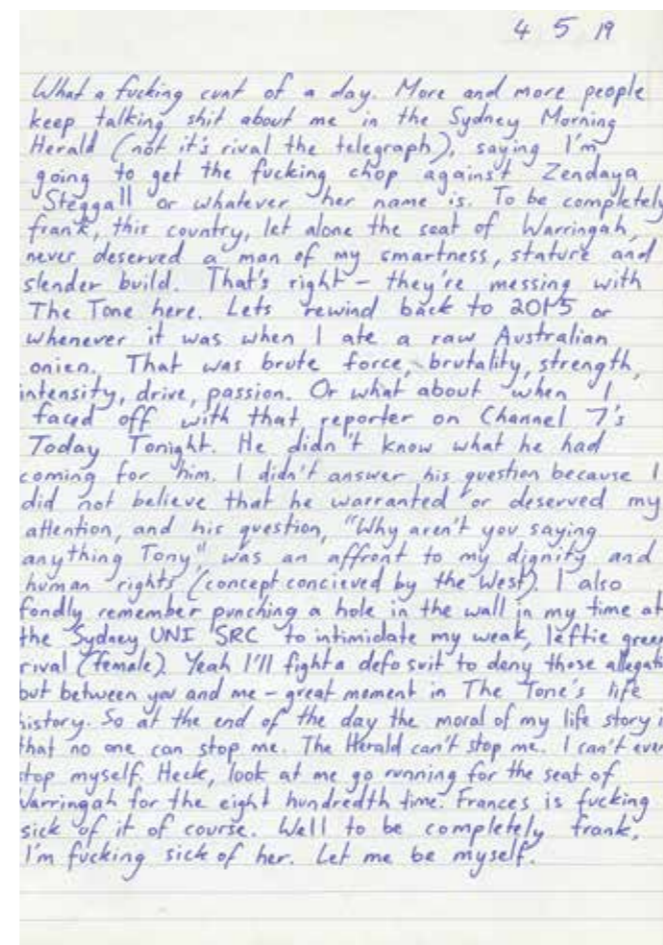 4 5 19
What a fucking cunt of a day. More and more people
keep talking shit about me in the Sydney Morning
Herald (not it's rival the telegraph), saying I'm
going to get the fucking chop against Zendaya
Steggall or whatever her name is. To be completely
frank, this country, let alone the seat of Warringah,
never deserved a man of my smartness, stature and
slender build. That's right – they're messing with
The Tone here. Lets rewind back to 2015 or
whenever it was when I ate a raw Australian
onien. That was brute force, brutality, strength,
intensity, drive, passion. Or what about when I
faced off with that reporter on Channel 7's
Today Tonight. He didn't know what he had
coming for him. I didn't answer his question because I
did not believe that he warranted or deserved my
attention, and his question, "Why aren't you saying
anything Tony", was an affront to my dignity and
human rights (concept concieved by the West). I also
fondly remember punching a hole in the wall in my time at
the Sydney UNI SRC to intimidate my weak, leftie green
rival (female). Yeah I'll fight a defo suit to deny those allegati
but between you and me – great moment in The Tone's life
history. So at the end of the day the moral of my life story i
that no one can stop me. The Herald can't stop me. I can't even
stop myself. Heck, look at me go running for the seat of
Warringah for the eight hundredth time. Frances is fucking
sick of it of course. Well to be completely frank,
I'm fucking sick of her. Let me be myself.